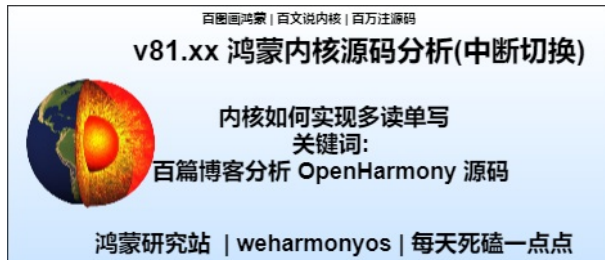 百图画鸿蒙 | 百文说内核 | 百万注源码
v81.xx 鸿蒙内核源码分析(中断切换)
内核如何实现多读单写
关键词:
百篇博客分析 OpenHarmony 源码
鸿蒙研究站 | weharmonyos | 每天死磕一点点